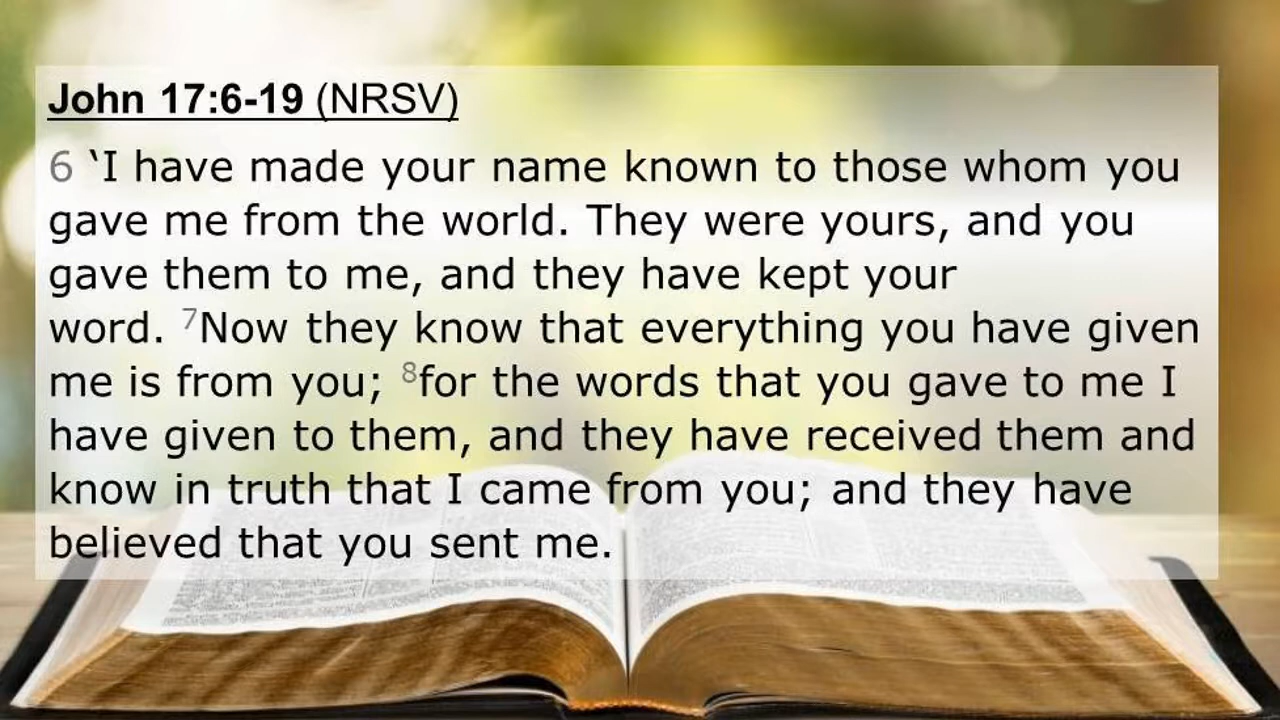 John 17:6-19 (NRSV)
6 ‘I have made your name known to those whom you
gave me from the world. They were yours, and you
gave them to me, and they have kept your
word. 7Now they know that everything you have given
me is from you; 8for the words that you gave to me I
have given to them, and they have received them and
know in truth that I came from you; and they have
believed that you sent me.